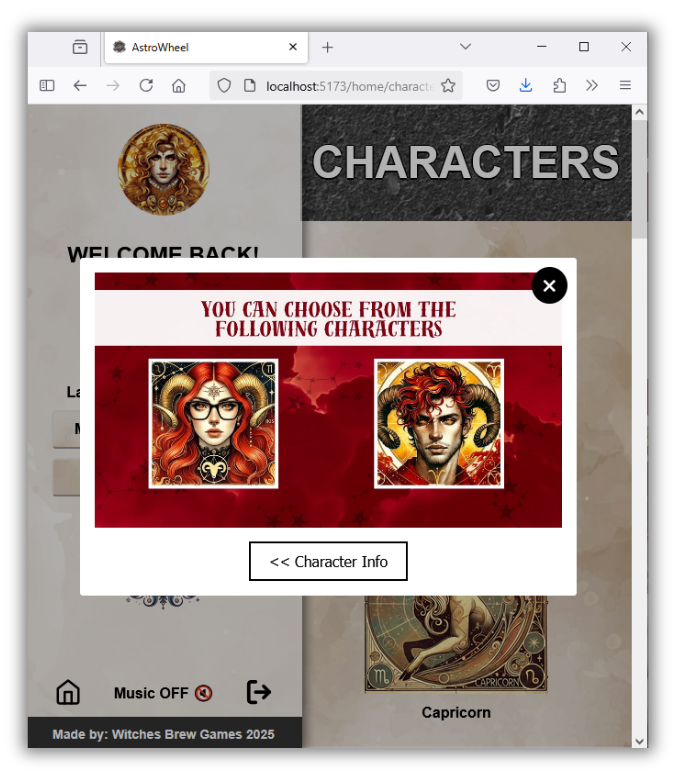 AstroWheel
localhost:5173/home/characte
CHARACTERS
WELCOME BACK!
YOU CAN CHOOSE FROM THE
FOLLOWING CHARACTERS
<< Character Info
CAPRICORN
Capricorn
Music OFF
Made by: Witches Brew Games 2025